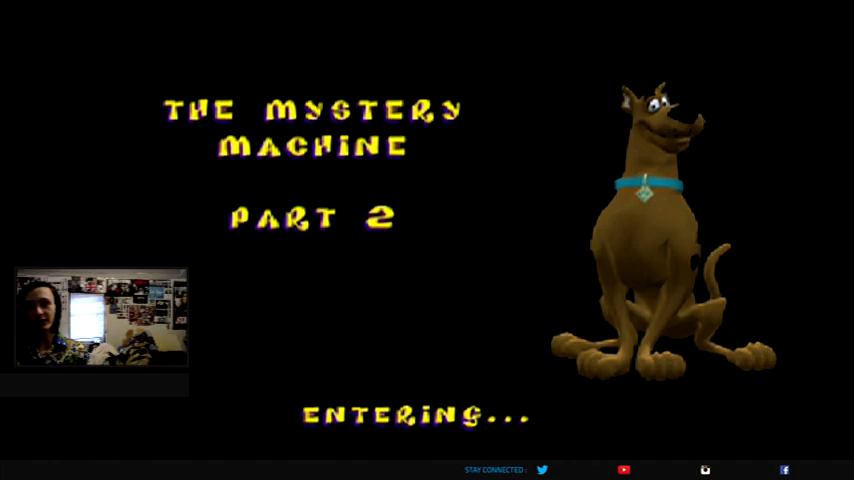 THE MYSTERY
MACHINE
PART 2
ENTERING...
STAY CONNECTED :